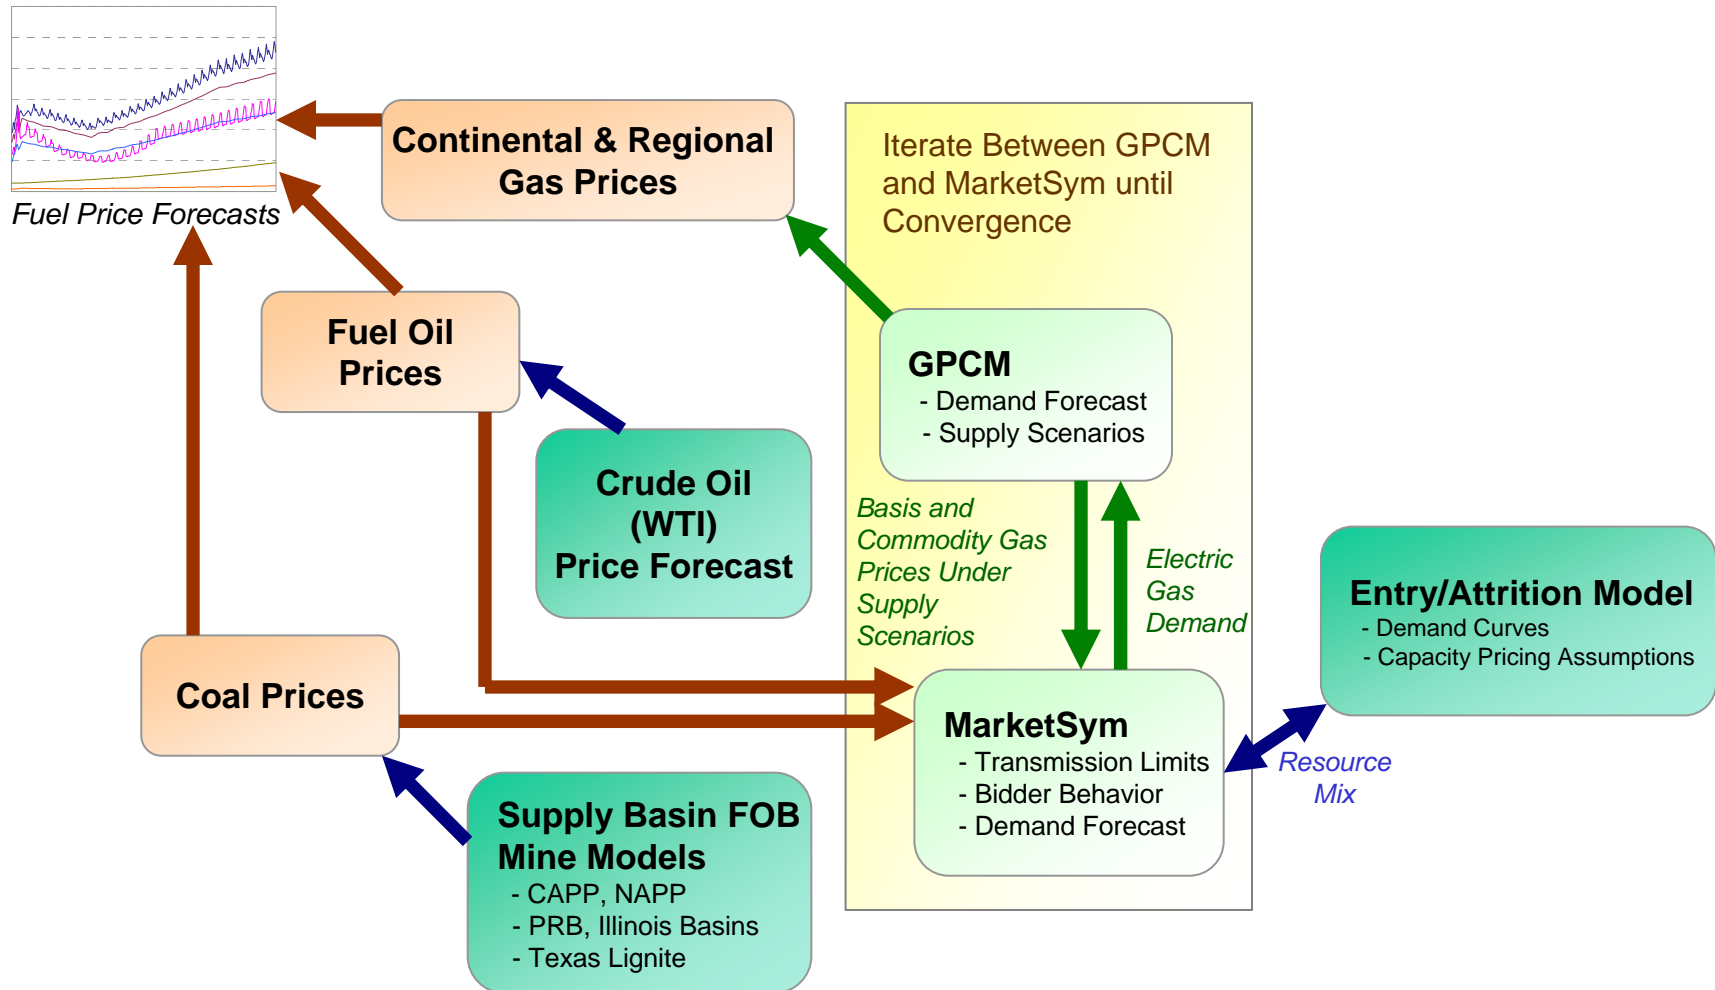 Fuel Price Forecasts
Continental & Regional
Gas Prices
Iterate Between GPCM
and MarketSym until
Convergence
Fuel Oil
Prices
GPCM
- Demand Forecast
- Supply Scenarios
Crude Oil
(WTI)
Price Forecast
Basis and
Commodity Gas
Prices Under
Supply
Scenarios
Electric
Gas
Demand
Entry/Attrition Model
- Demand Curves
- Capacity Pricing Assumptions
Coal Prices
MarketSym
- Transmission Limits
- Bidder Behavior
- Demand Forecast
Resource
Mix
Supply Basin FOB
Mine Models
- CAPP, NAPP
- PRB, Illinois Basins
- Texas Lignite